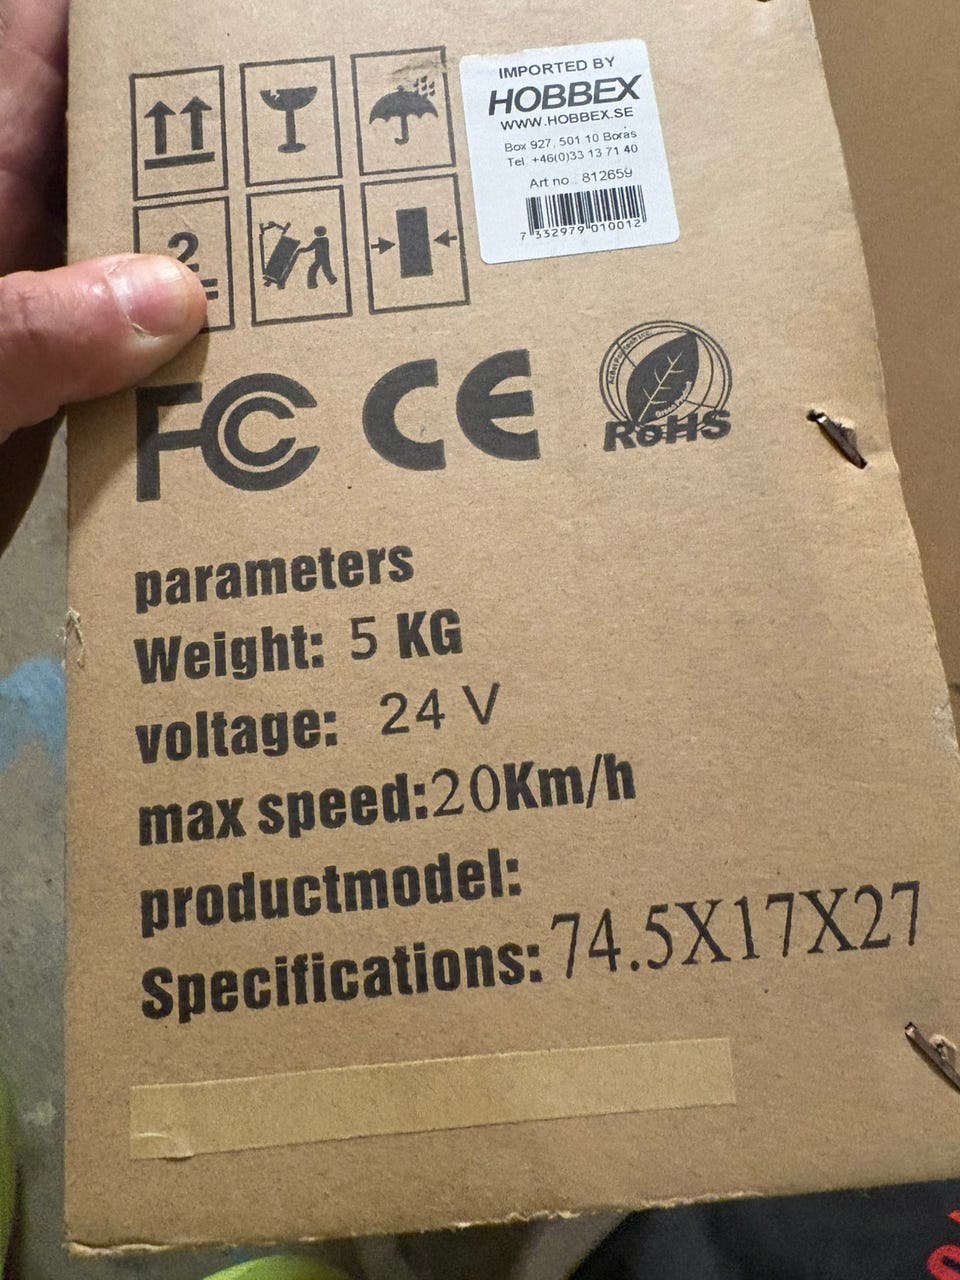 IMPORTED BY
HOBBEX
WWW.HOBBEX.SE
Box 927, 501 10 Borås
Tel. +46(0)33 13 71 40
Art no.: 812659
7 332979 010012
2
FC CE
Green Product
RoHS
parameters
Weight: 5 KG
voltage: 24 V
max speed:20Km/h
productmodel:
Specifications:74.5X17X27